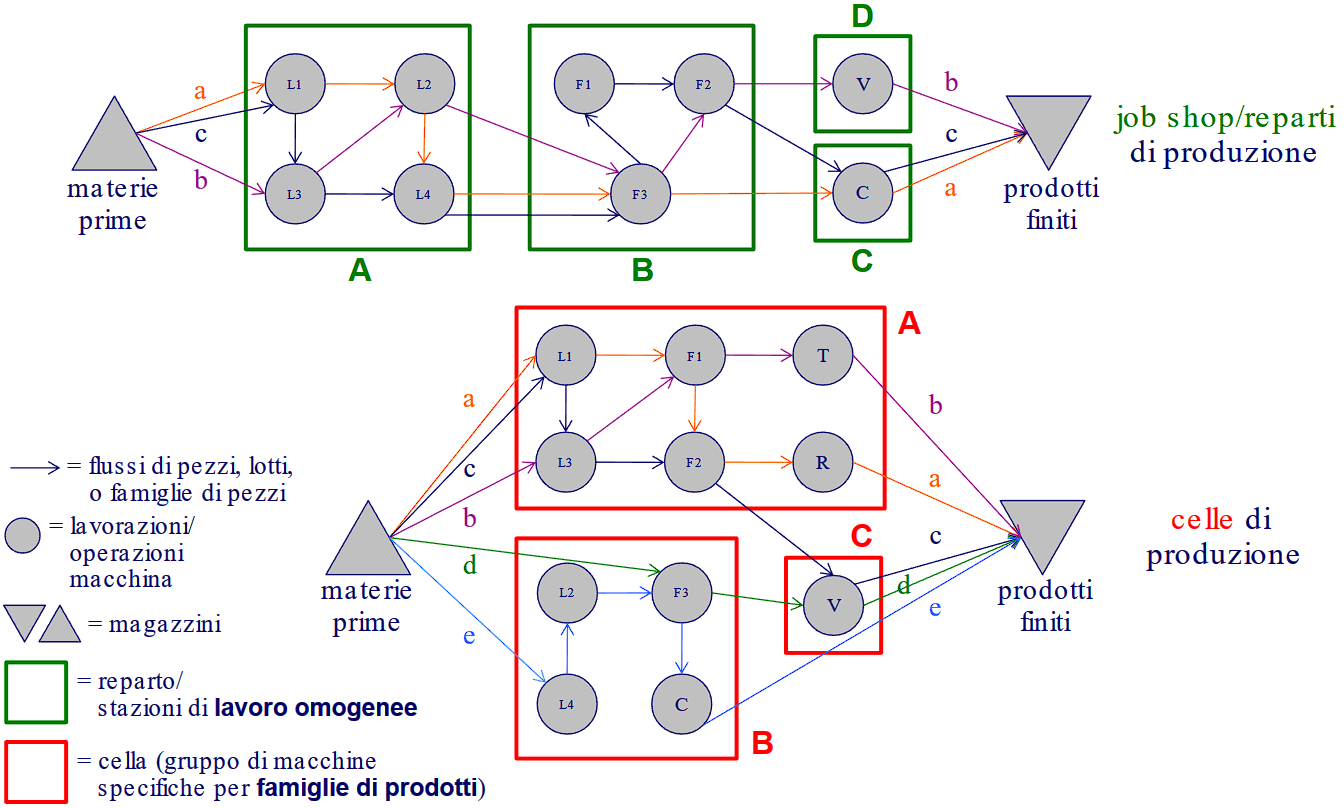 D
L1
L2
F1
F2
V
a
b
c
c
b
a
L3
L4
F3
C
materie
prime
job shop/reparti
di produzione
prodotti
finiti
A
B
C
A
L1
F1
T
a
b
c
L3
F2
R
b
a
C
d
c
d
e
e
L2
F3
V
L4
C
B
materie
prime
prodotti
finiti
celle di
produzione
= flussi di pezzi, lotti,
o famiglie di pezzi
= lavorazioni/
operazioni
macchina
= magazzini
= reparto/
stazioni di lavoro omogenee
= cella (gruppo di macchine
specifiche per famiglie di prodotti)